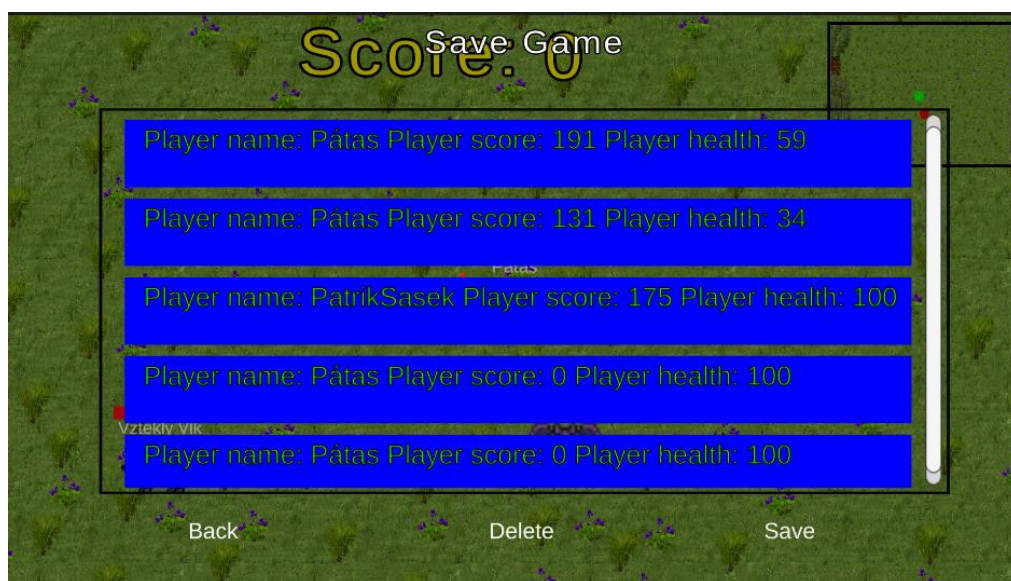 Score: 0
Save Game
Player name: Pátas Player score: 191 Player health: 59
Player name: Pátas Player score: 131 Player health: 34
Pátas
Player name: PatrikSasek Player score: 175 Player health: 100
Player name: Pátas Player score: 0 Player health: 100
Vzteklý Vlk
Player name: Pátas Player score: 0 Player health: 100
Back Delete Save